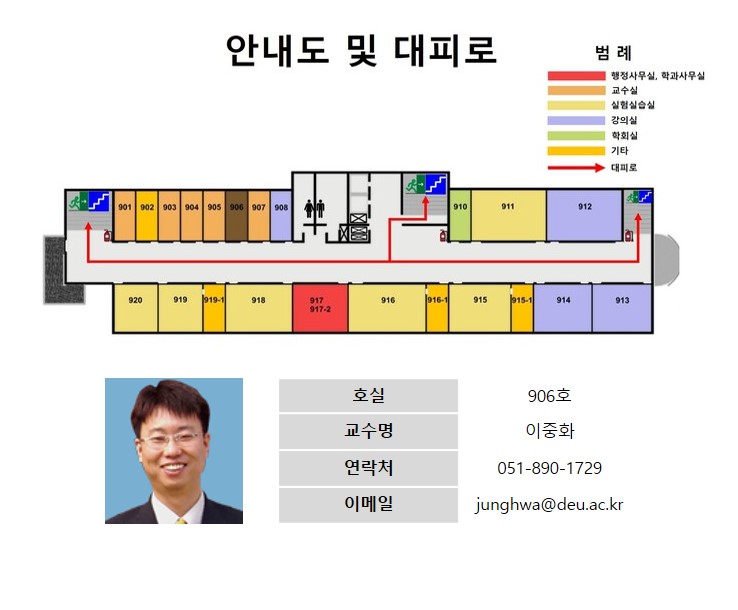 안내도 및 대피로
범 례
행정사무실, 학과사무실
교수실
실험실습실
강의실
학회실
기타
대피로
901 902 903 904 905 906 907 908 910 911 912
920 919 919-1 918 917 916 916-1 915 915-1 914 913
917-2
호실 906호
교수명 이중화
연락처 051-890-1729
이메일 junghwa@deu.ac.kr